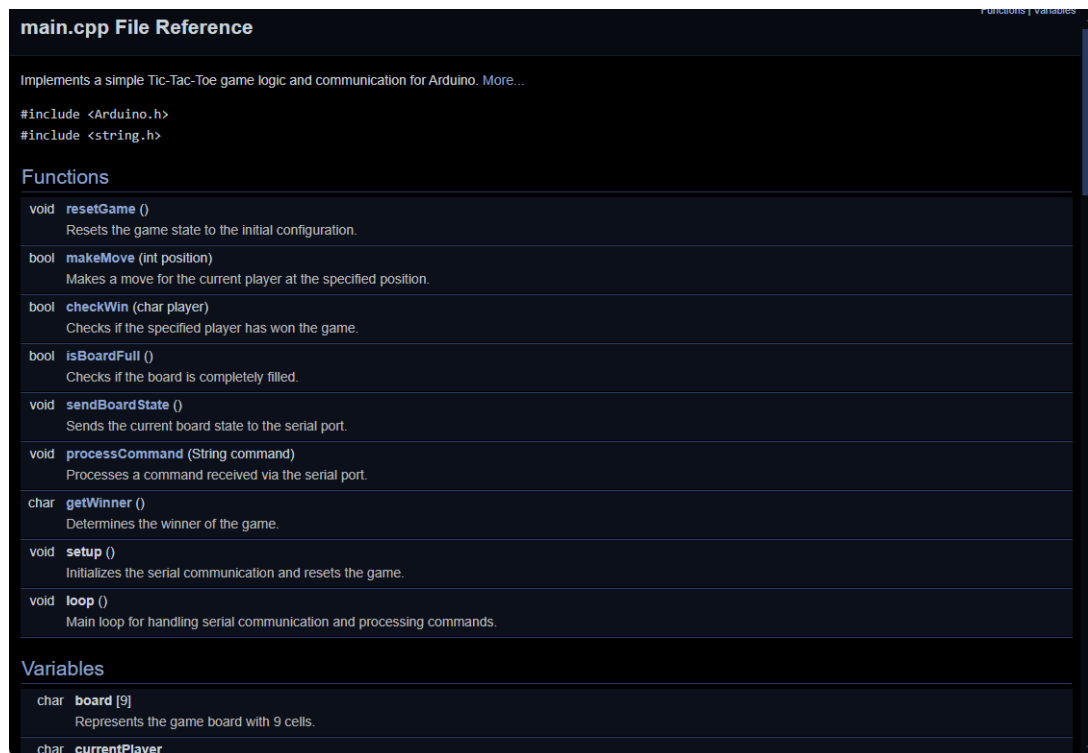 Functions | Variables
main.cpp File Reference
Implements a simple Tic-Tac-Toe game logic and communication for Arduino. More...
#include <Arduino.h>
#include <string.h>
Functions
void resetGame ()
Resets the game state to the initial configuration.
bool makeMove (int position)
Makes a move for the current player at the specified position.
bool checkWin (char player)
Checks if the specified player has won the game.
bool isBoardFull ()
Checks if the board is completely filled.
void sendBoardState ()
Sends the current board state to the serial port.
void processCommand (String command)
Processes a command received via the serial port.
char getWinner ()
Determines the winner of the game.
void setup ()
Initializes the serial communication and resets the game.
void loop ()
Main loop for handling serial communication and processing commands.
Variables
char board [9]
Represents the game board with 9 cells.
char currentPlayer